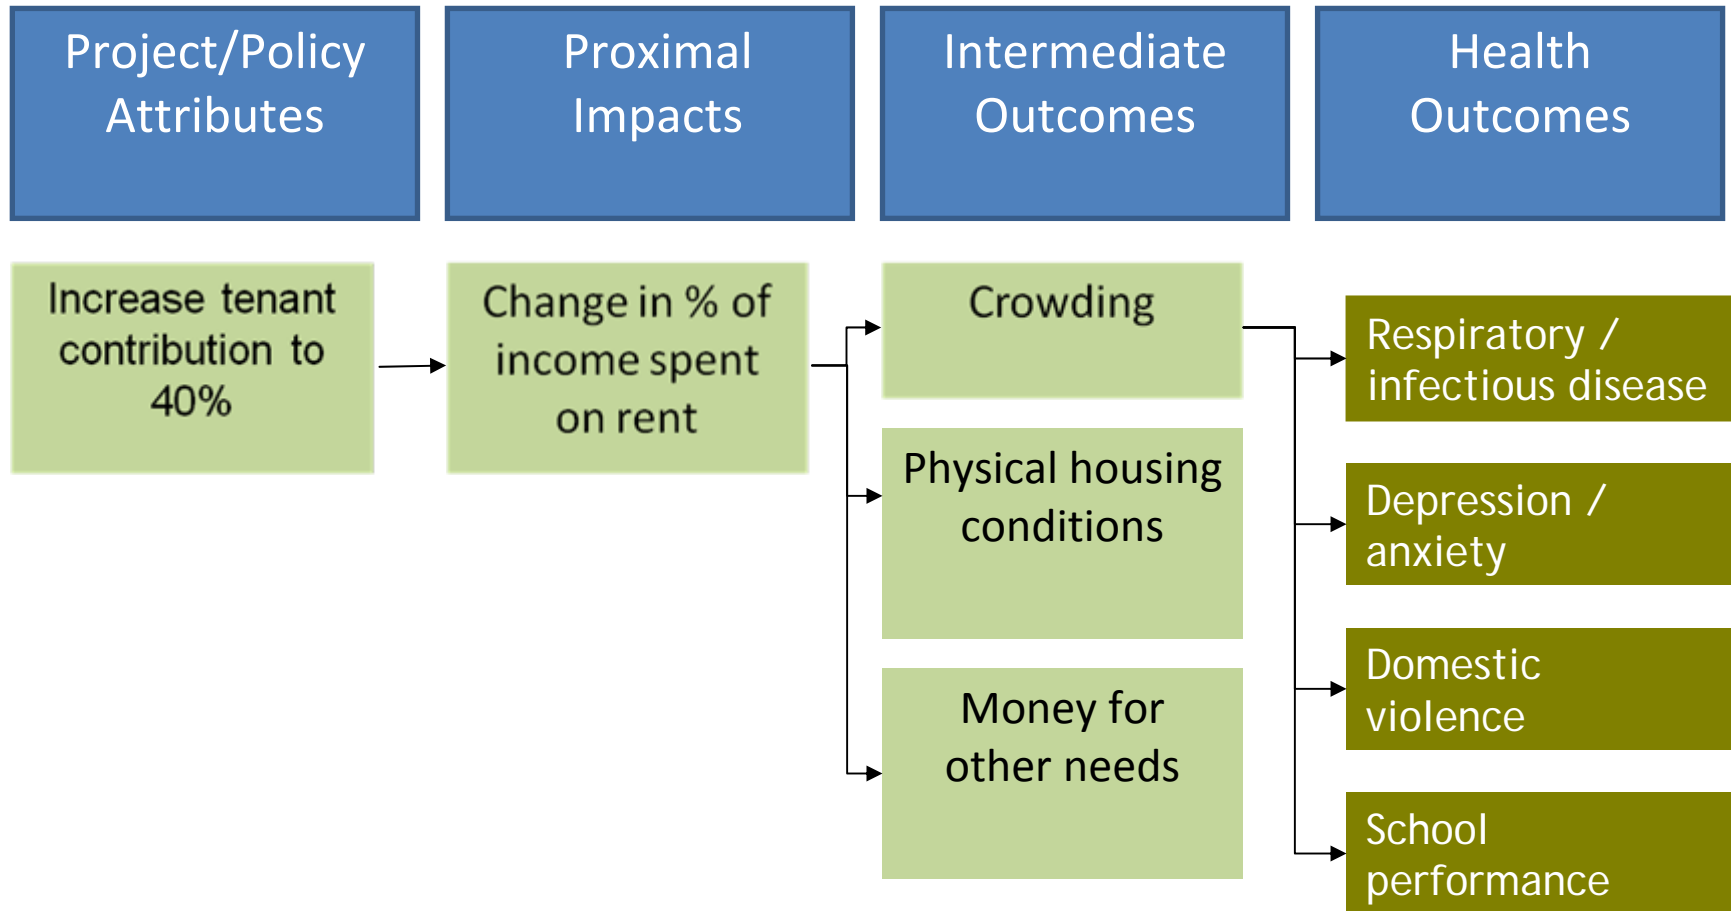 Project/Policy
Attributes
Proximal
Impacts
Intermediate
Outcomes
Health
Outcomes
Increase tenant
contribution to
40%
Change in % of
income spent
on rent
Crowding
Physical housing
conditions
Money for
other needs
Respiratory /
infectious disease
Depression /
anxiety
Domestic
violence
School
performance